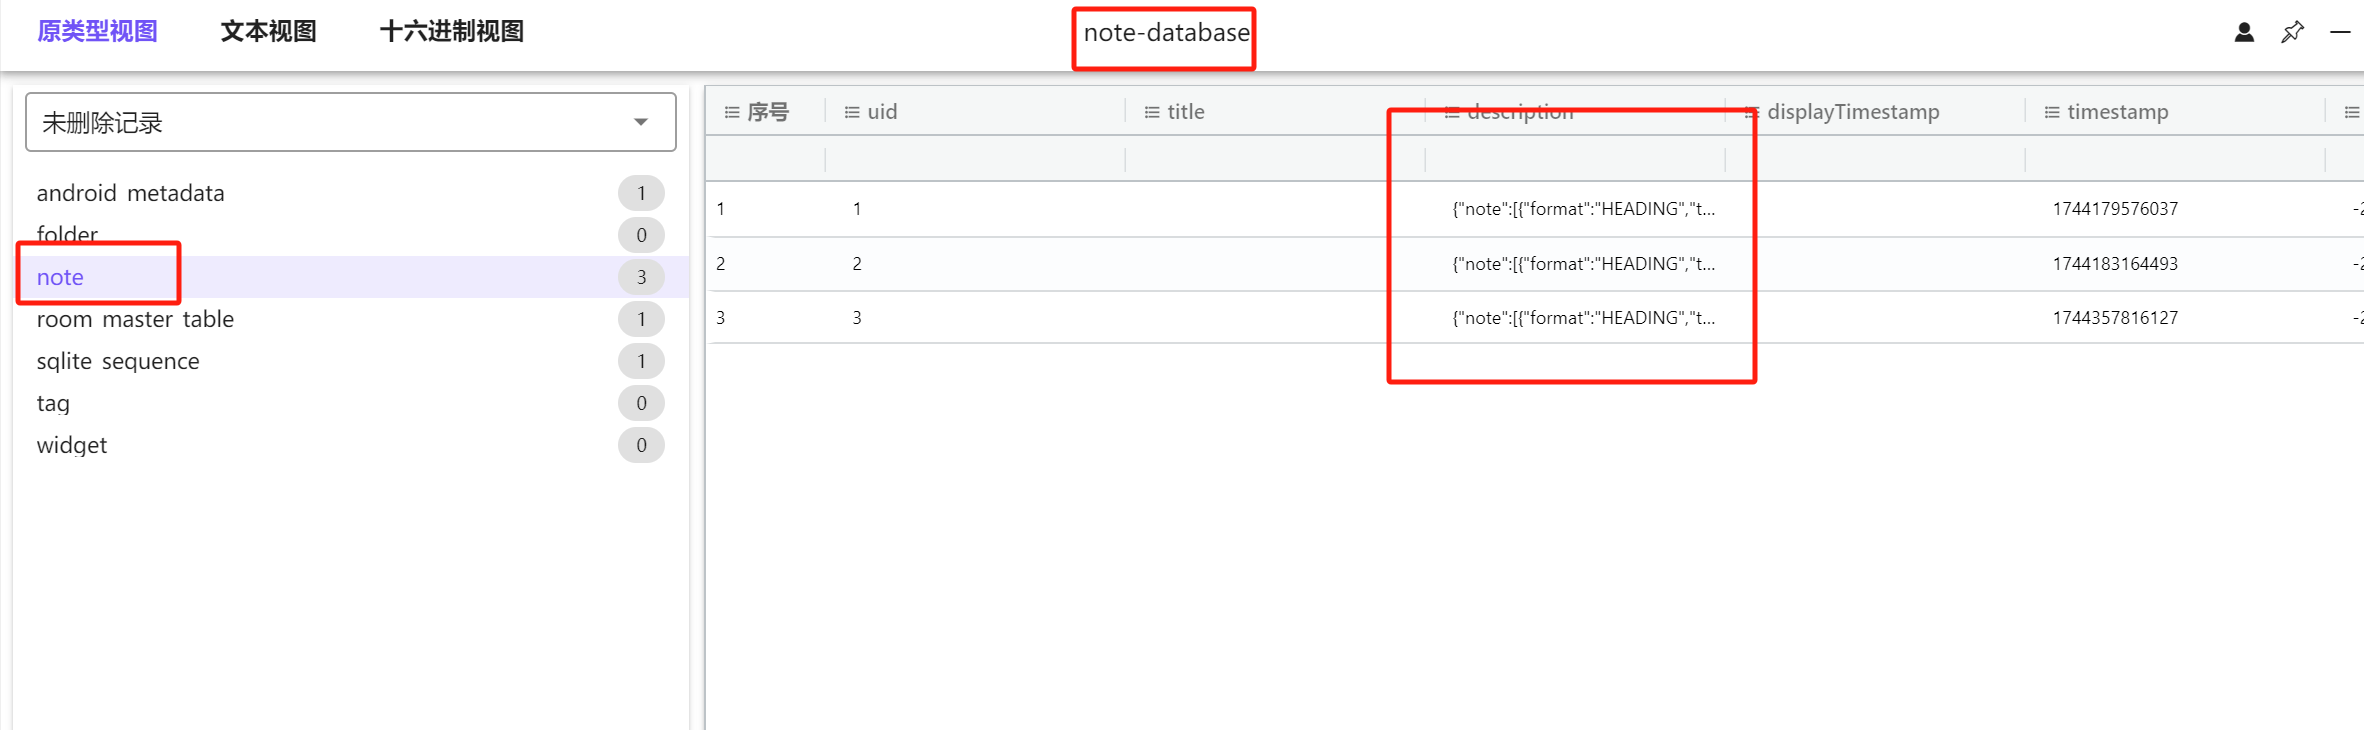 原类型视图 文本视图 十六进制视图 note-database
未删除记录
序号 uid title description displayTimestamp timestamp
android metadata 1
folder 0
note 3
room master table 1
sqlite sequence 1
tag 0
widget 0
1 1 {"note":[{"format":"HEADING","t... 1744179576037 -2
2 2 {"note":[{"format":"HEADING","t... 1744183164493 -2
3 3 {"note":[{"format":"HEADING","t... 1744357816127 -2